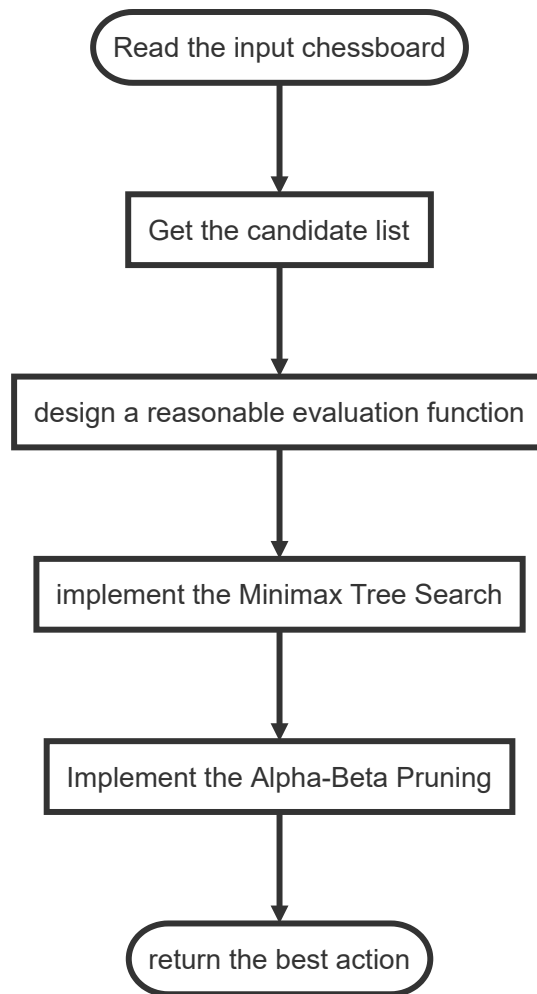 Read the input chessboard
Get the candidate list
design a reasonable evaluation function
implement the Minimax Tree Search
Implement the Alpha-Beta Pruning
return the best action